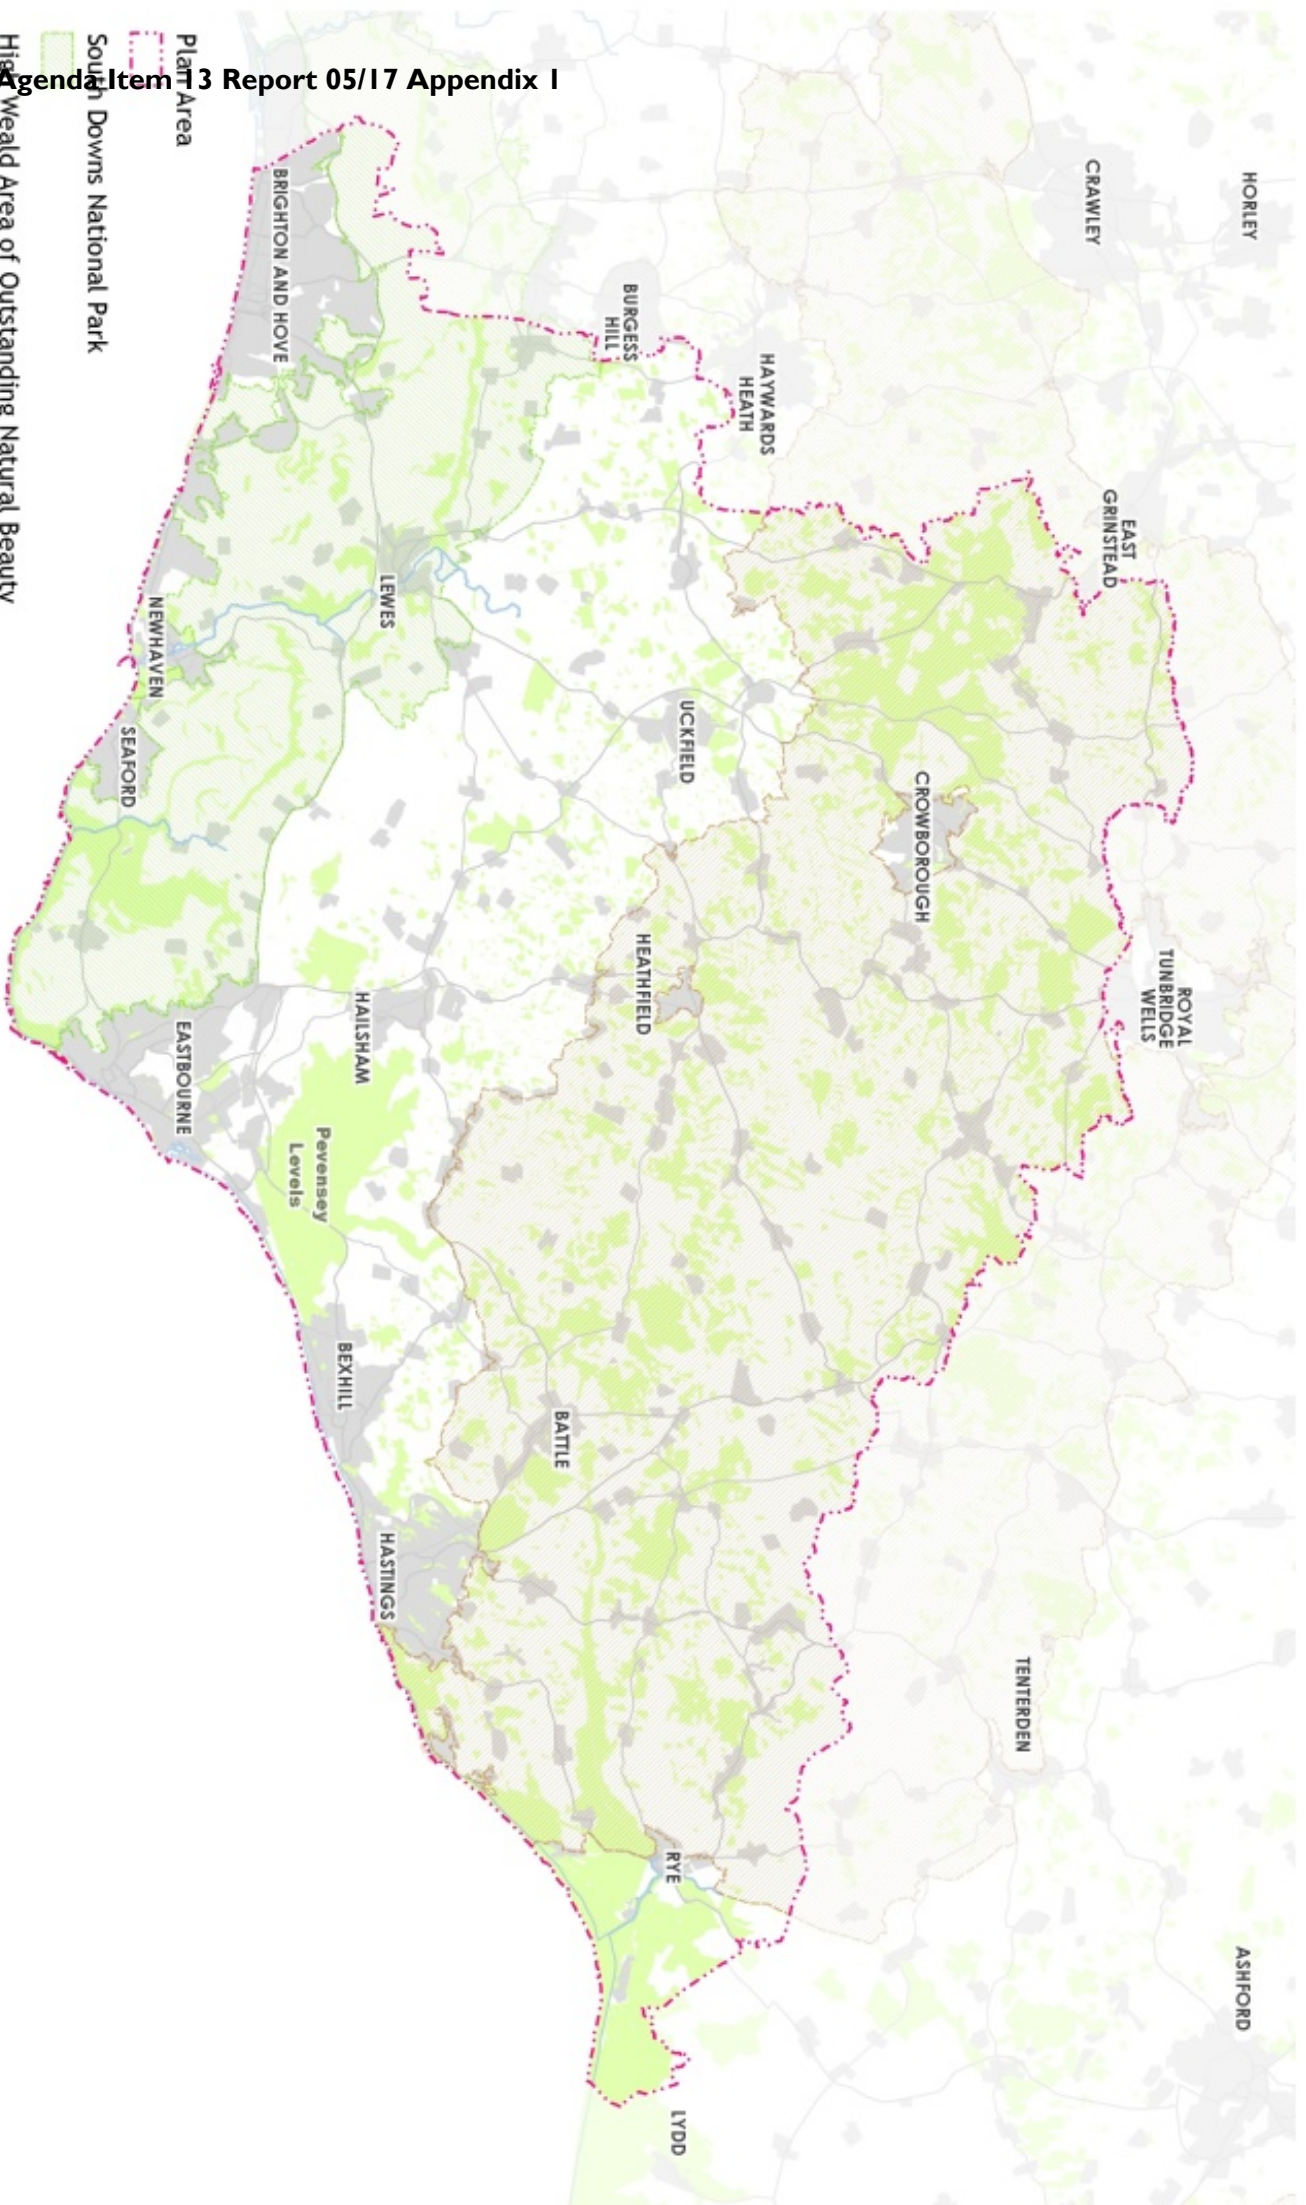 Agenda Item 13 Report 05/17 Appendix 1
HORLEY
CRAWLEY
EAST
GRINSTEAD
HAYWARDS
HEATH
BURGESS
HILL
BRIGHTON AND HOVE
LEWES
NEWHAVEN
SEAFORD
UCKFIELD
CROWBOROUGH
ROYAL
TUNBRIDGE
WELLS
HEATHFIELD
HAILSHAM
EASTBOURNE
Pevensey
Levels
BEXHILL
BATTLE
HASTINGS
TENTERDEN
RYE
ASHFORD
LYDD
Plan Area
South Downs National Park
High Weald Area of Outstanding Natural Beauty